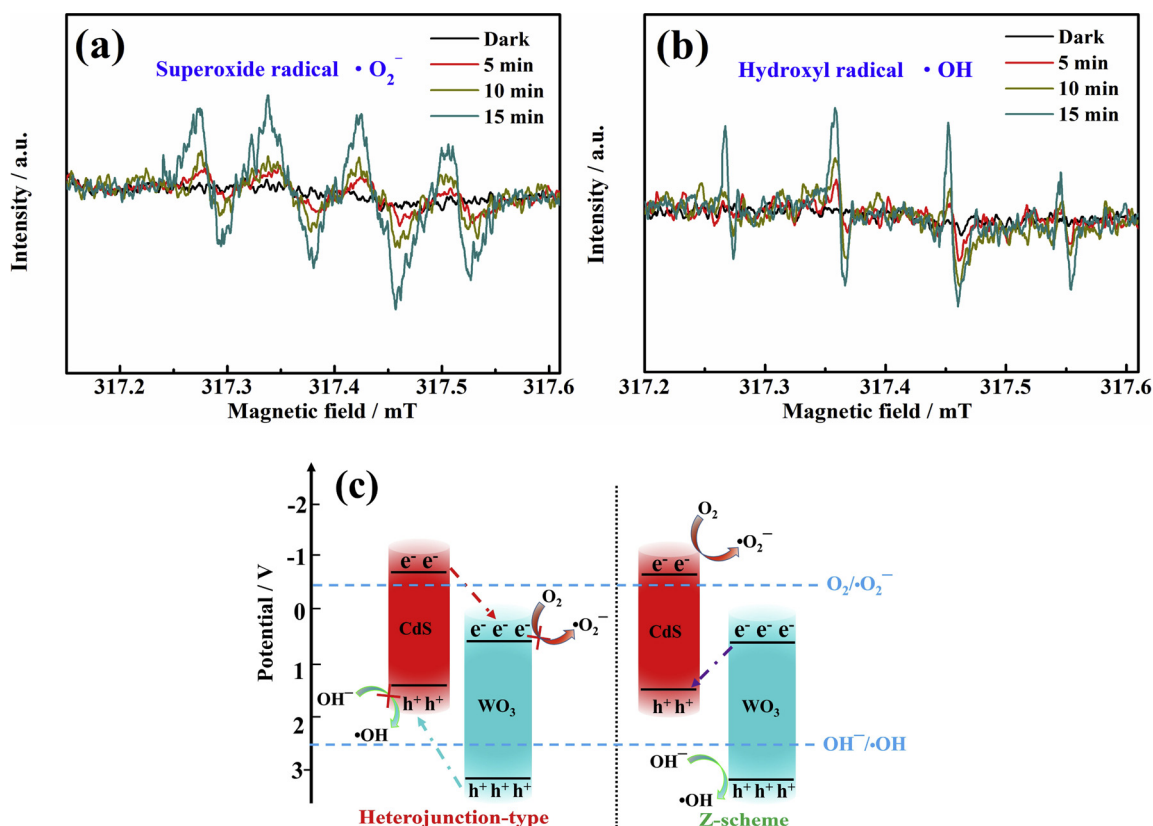 (a)
Superoxide radical • O₂⁻
Dark
5 min
10 min
15 min
Intensity / a.u.
317.2 317.3 317.4 317.5 317.6
Magnetic field / mT
(b)
Hydroxyl radical • OH
Dark
5 min
10 min
15 min
Intensity / a.u.
317.2 317.3 317.4 317.5 317.6
Magnetic field / mT
(c)
Potential / V
-2
-1
0
1
2
3
e⁻ e⁻
CdS
h⁺ h⁺
OH⁻
•OH
O₂
•O₂⁻
e⁻ e⁻ e⁻
WO₃
h⁺ h⁺ h⁺
Heterojunction-type
O₂
•O₂⁻
e⁻ e⁻
CdS
h⁺ h⁺
e⁻ e⁻ e⁻
WO₃
h⁺ h⁺ h⁺
OH⁻
•OH
O₂/•O₂⁻
OH⁻/•OH
Z-scheme